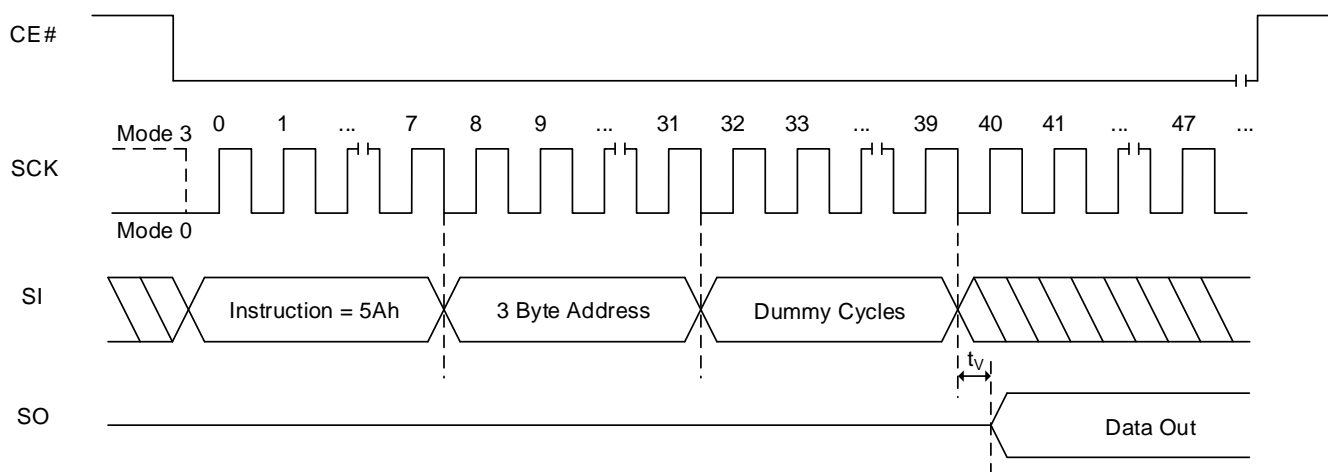 CE#
Mode 3 0 1 ... 7 8 9 ... 31 32 33 ... 39 40 41 ... 47 ...
SCK
Mode 0
SI Instruction = 5Ah 3 Byte Address Dummy Cycles
tV
SO Data Out